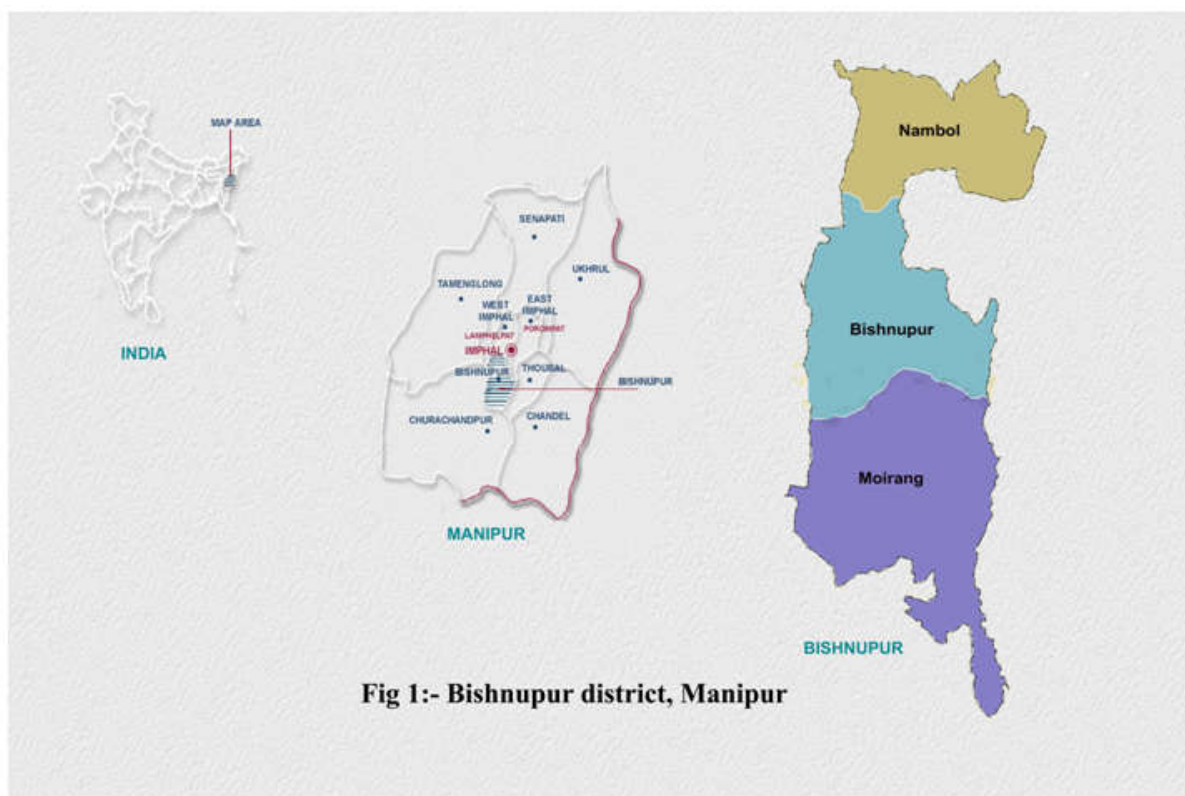 MAP AREA
INDIA
SENAPATI
UKHRUL
TAMENGLONG
WEST
IMPHAL
EAST
IMPHAL
LAMPHELPAT
POROMPAT
IMPHAL
BISHNUPUR
THOUBAL
BISHNUPUR
CHURACHANDPUR
CHANDEL
MANIPUR
Nambol
Bishnupur
Moirang
BISHNUPUR
Fig 1:- Bishnupur district, Manipur